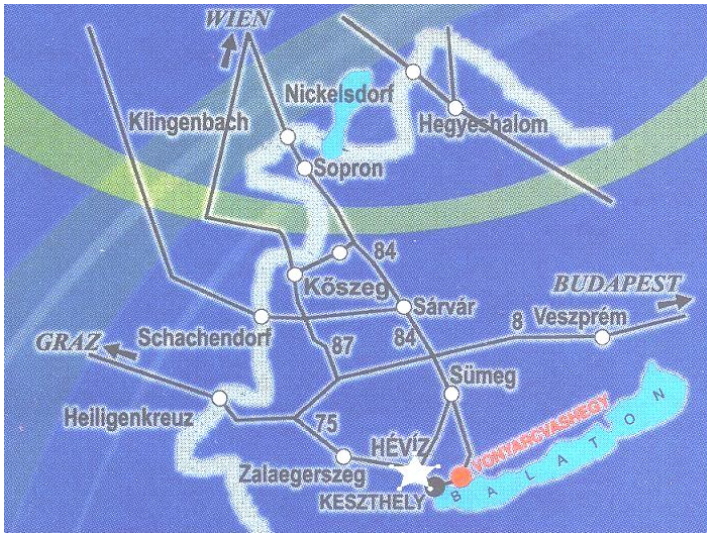 WIEN
Nickelsdorf
Klingenbach
Hegyeshalom
Sopron
84
Kőszeg
BUDAPEST
Sárvár
8
Veszprém
Schachendorf
GRAZ
87
84
Sümeg
Heiligenkreuz
75
HÉVÍZ
VONYARCVASHEGY
Zalaegerszeg
KESZTHELY
BALATON